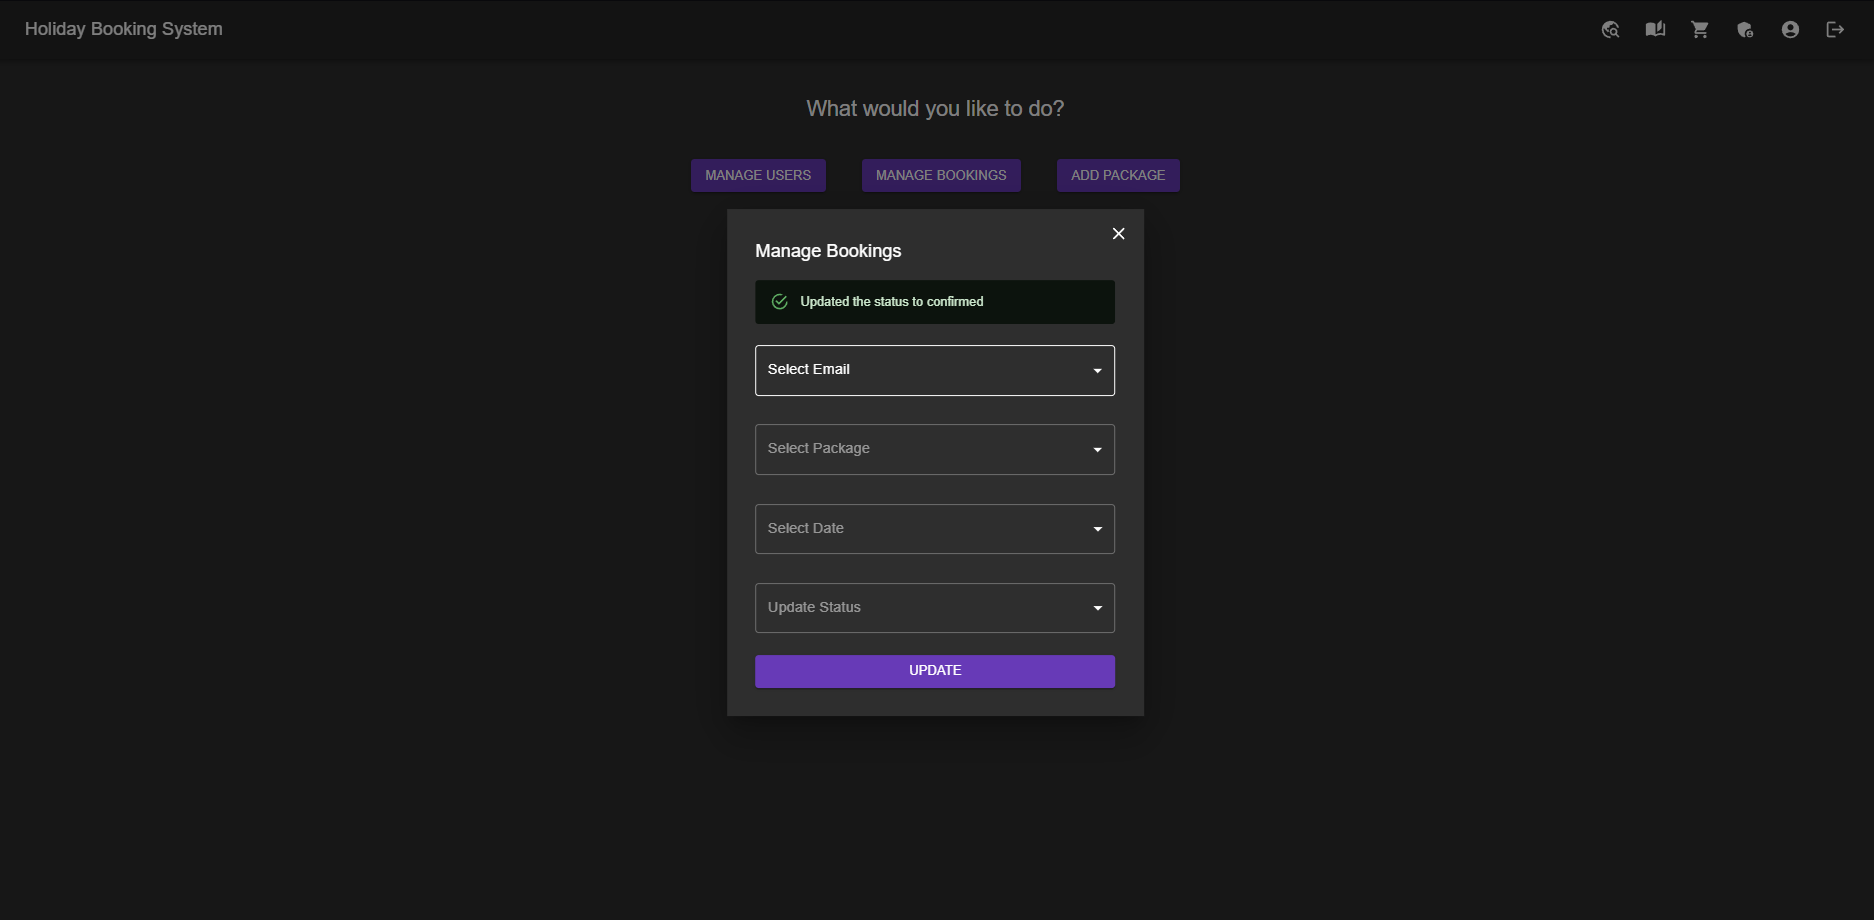 Holiday Booking System
What would you like to do?
MANAGE USERS
MANAGE BOOKINGS
ADD PACKAGE
Manage Bookings
Updated the status to confirmed
Select Email
Select Package
Select Date
Update Status
UPDATE